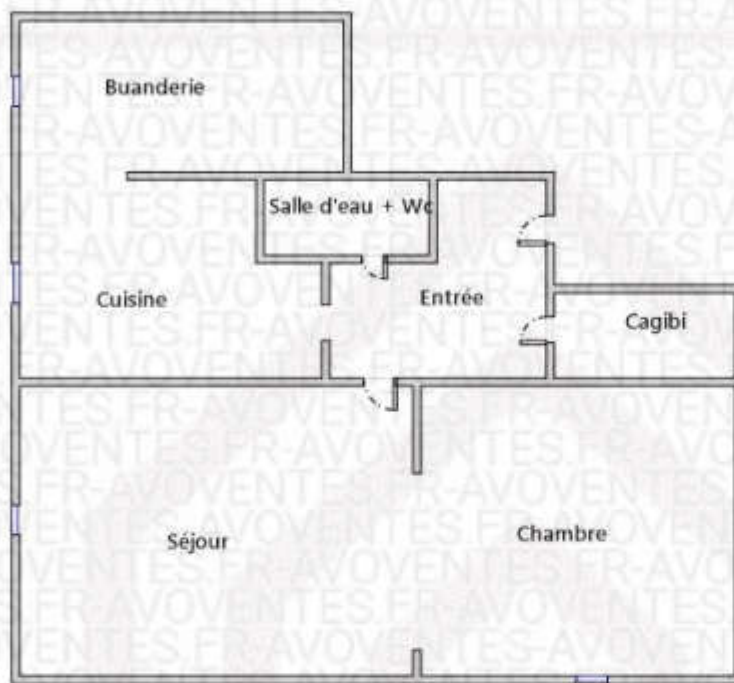 Buanderie
Salle d'eau + Wc
Cuisine
Entrée
Cagibi
Séjour
Chambre